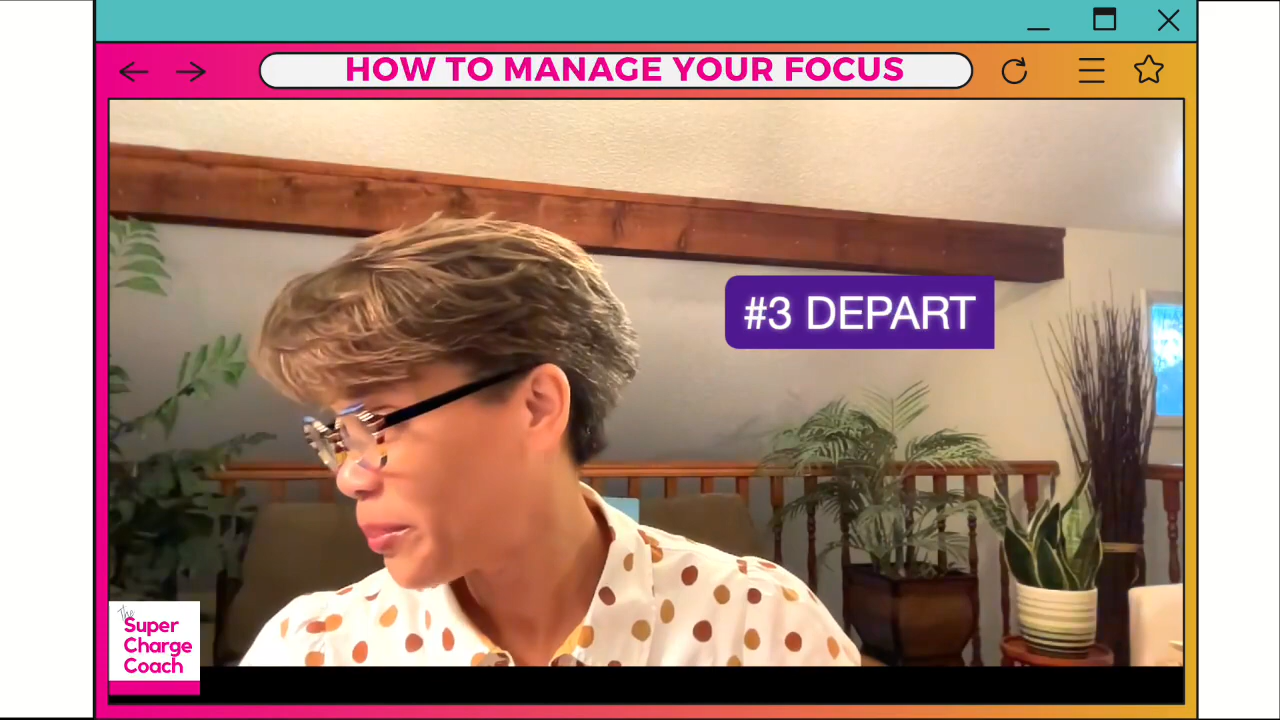 HOW TO MANAGE YOUR FOCUS
#3 DEPART
The
Super
Charge
Coach